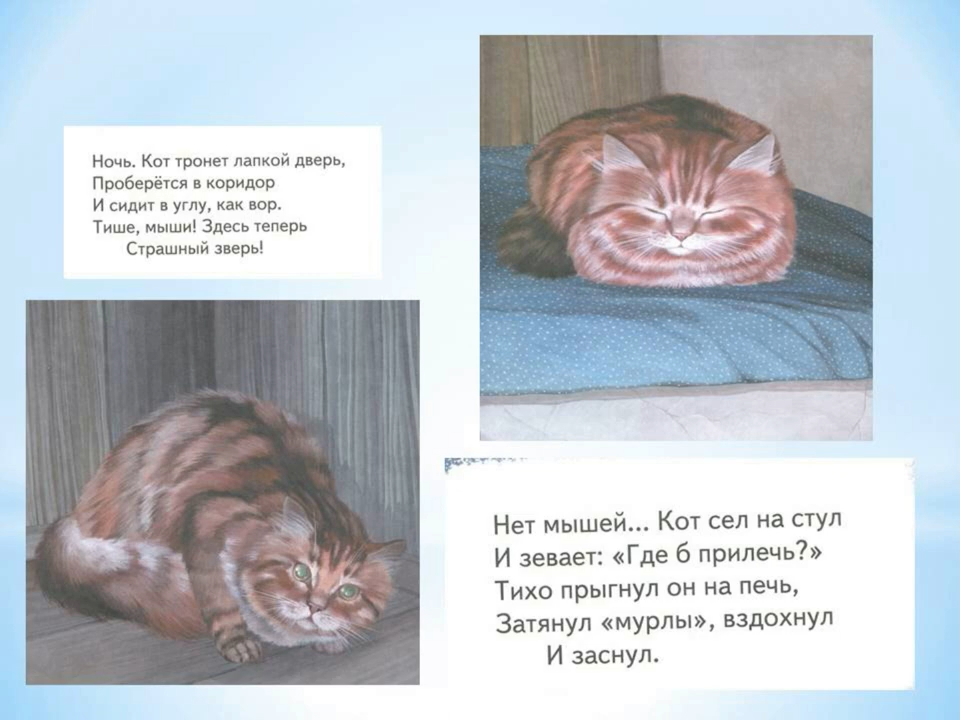 Ночь. Кот тронет лапкой дверь,
Проберётся в коридор
И сидит в углу, как вор.
Тише, мыши! Здесь теперь
Страшный зверь!
Нет мышей... Кот сел на стул
И зевает: «Где б прилечь?»
Тихо прыгнул он на печь,
Затянул «мурлы», вздохнул
И заснул.